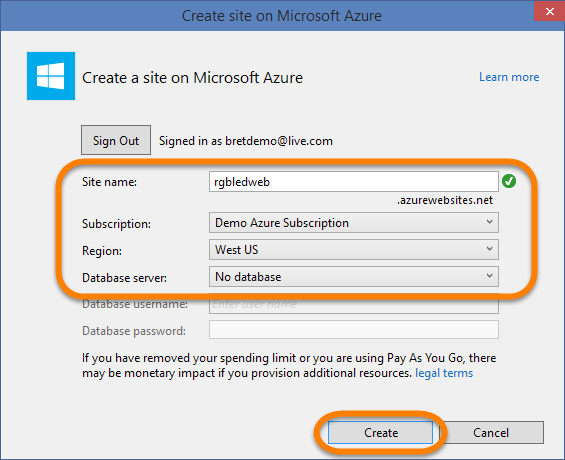 Create site on Microsoft Azure
Create a site on Microsoft Azure
Learn more
Sign Out Signed in as bretdemo@live.com
Site name: rgbledweb
.azurewebsites.net
Subscription: Demo Azure Subscription
Region: West US
Database server: No database
Database username: Enter user name
Database password:
If you have removed your spending limit or you are using Pay As You Go, there
may be monetary impact if you provision additional resources. legal terms
Create Cancel